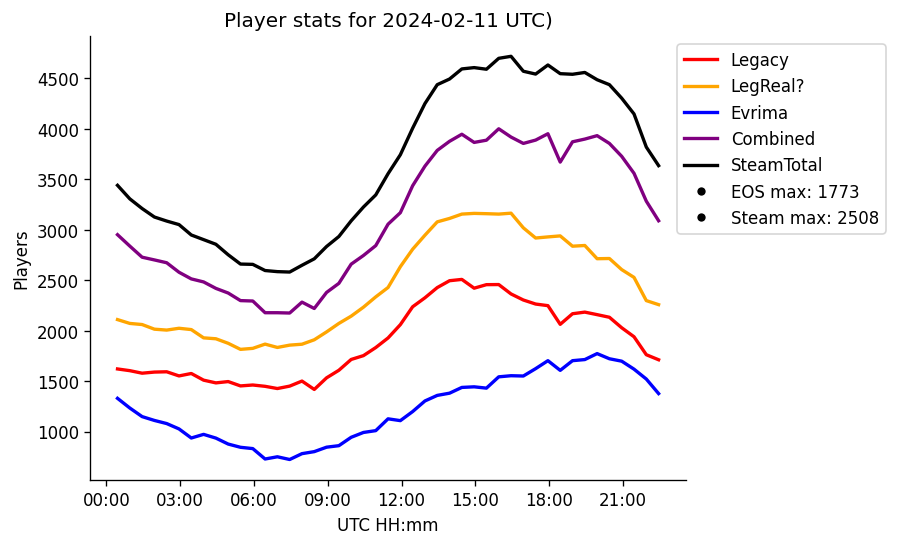 Player stats for 2024-02-11 UTC)
Legacy
LegReal?
Evrima
Combined
SteamTotal
EOS max: 1773
Steam max: 2508
Players
4500
4000
3500
3000
2500
2000
1500
1000
00:00 03:00 06:00 09:00 12:00 15:00 18:00 21:00
UTC HH:mm